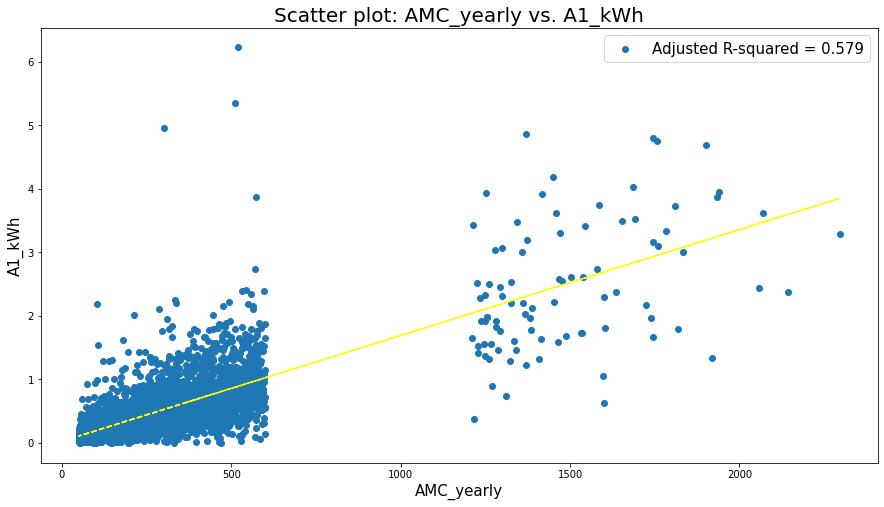 Scatter plot: AMC_yearly vs. A1_kWh
Adjusted R-squared = 0.579
A1_kWh
6
5
4
3
2
1
0
0 500 1000 1500 2000
AMC_yearly